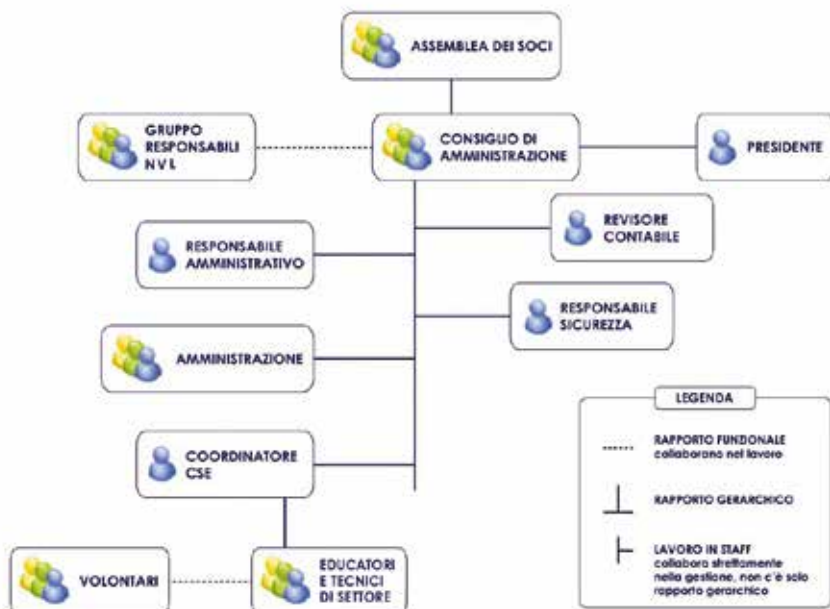 ASSEMBLEA DEI SOCI
GRUPPO
RESPONSABILI
N V L
CONSIGLIO DI
AMMINISTRAZIONE
PRESIDENTE
REVISORE
CONTABILE
RESPONSABILE
AMMINISTRATIVO
RESPONSABILE
SICUREZZA
AMMINISTRAZIONE
COORDINATORE
CSE
VOLONTARI
EDUCATORI
E TECNICI
DI SETTORE
LEGENDA
RAPPORTO FUNZIONALE
collaborano nel lavoro
RAPPORTO GERARCHICO
LAVORO IN STAFF
collabora strettamente
nella gestione, non c'è solo
rapporto gerarchico